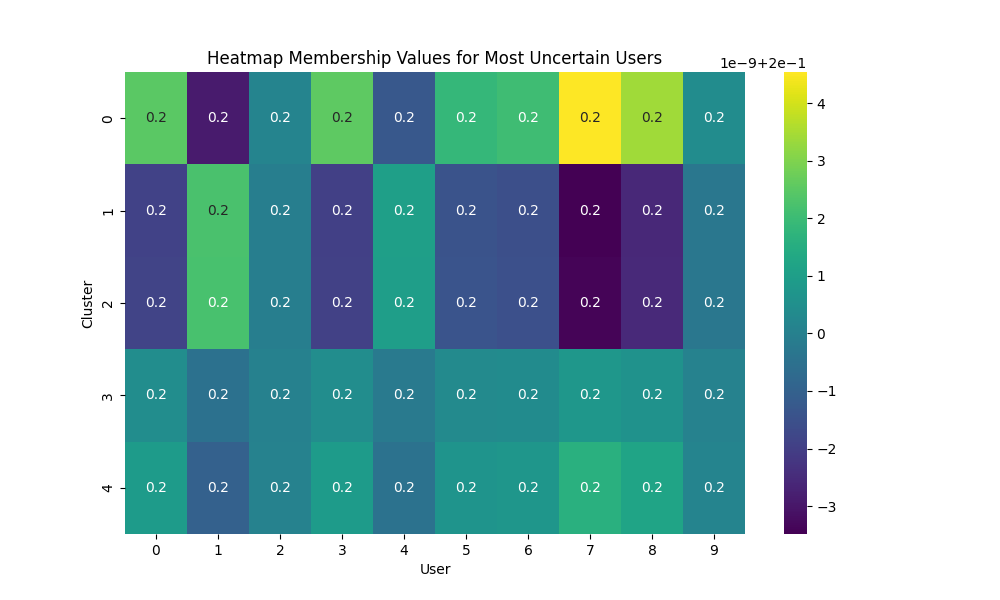 Heatmap Membership Values for Most Uncertain Users
1e−9+2e−1
0 0.2 0.2 0.2 0.2 0.2 0.2 0.2 0.2 0.2 0.2
1 0.2 0.2 0.2 0.2 0.2 0.2 0.2 0.2 0.2 0.2
2 0.2 0.2 0.2 0.2 0.2 0.2 0.2 0.2 0.2 0.2
3 0.2 0.2 0.2 0.2 0.2 0.2 0.2 0.2 0.2 0.2
4 0.2 0.2 0.2 0.2 0.2 0.2 0.2 0.2 0.2 0.2
Cluster
0 1 2 3 4 5 6 7 8 9
User
4
3
2
1
0
−1
−2
−3